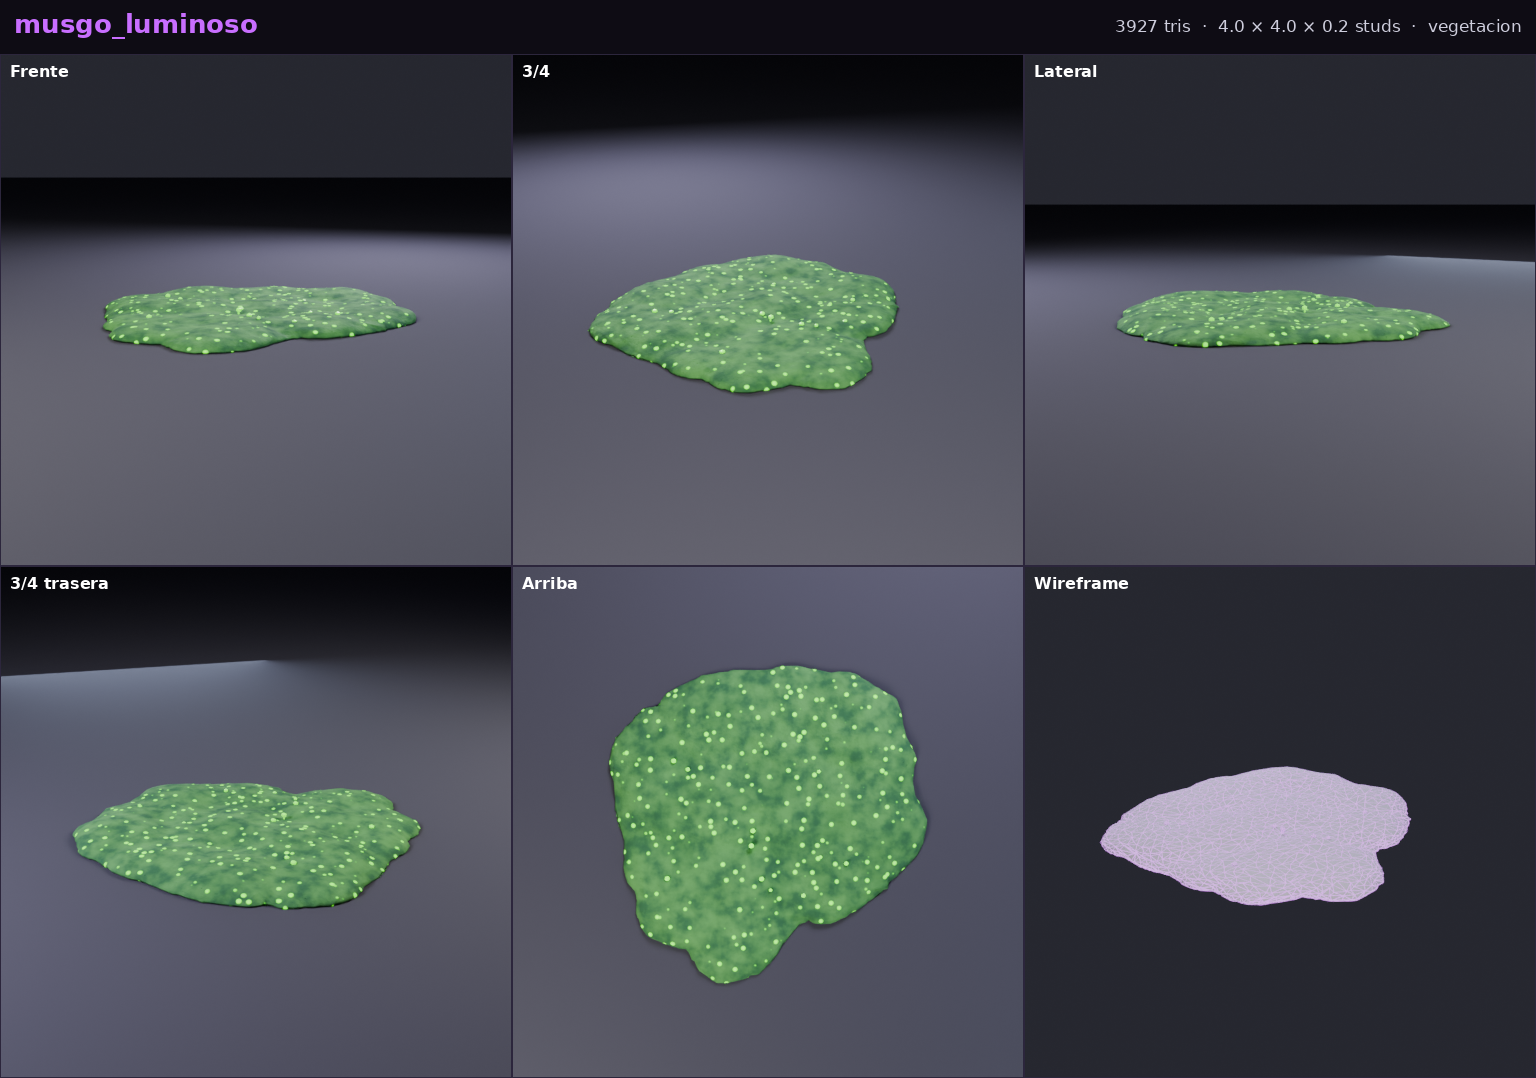 musgo_luminoso
3927 tris · 4.0 × 4.0 × 0.2 studs · vegetacion
Frente
3/4
Lateral
3/4 trasera
Arriba
Wireframe